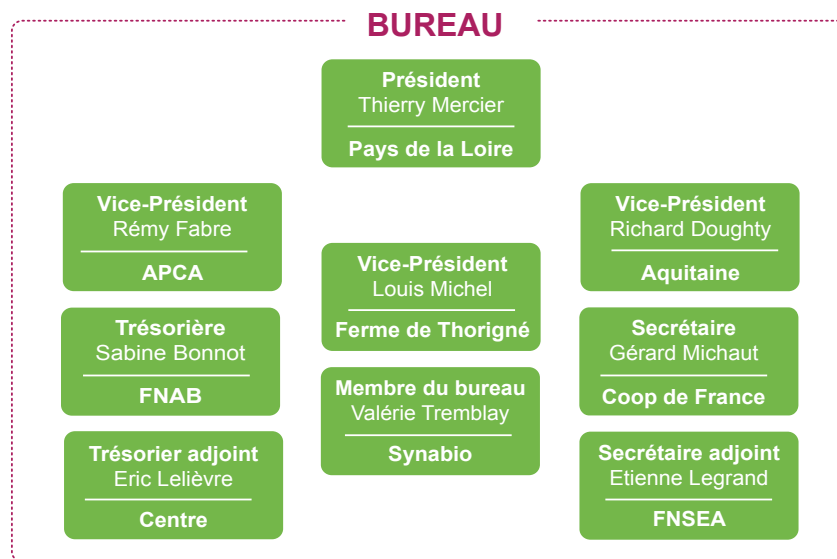 BUREAU
Président
Thierry Mercier
Pays de la Loire
Vice-Président
Rémy Fabre
APCA
Vice-Président
Louis Michel
Ferme de Thorigné
Vice-Président
Richard Doughty
Aquitaine
Trésorière
Sabine Bonnot
FNAB
Membre du bureau
Valérie Tremblay
Synabio
Secrétaire
Gérard Michaut
Coop de France
Trésorier adjoint
Eric Lelièvre
Centre
Secrétaire adjoint
Etienne Legrand
FNSEA